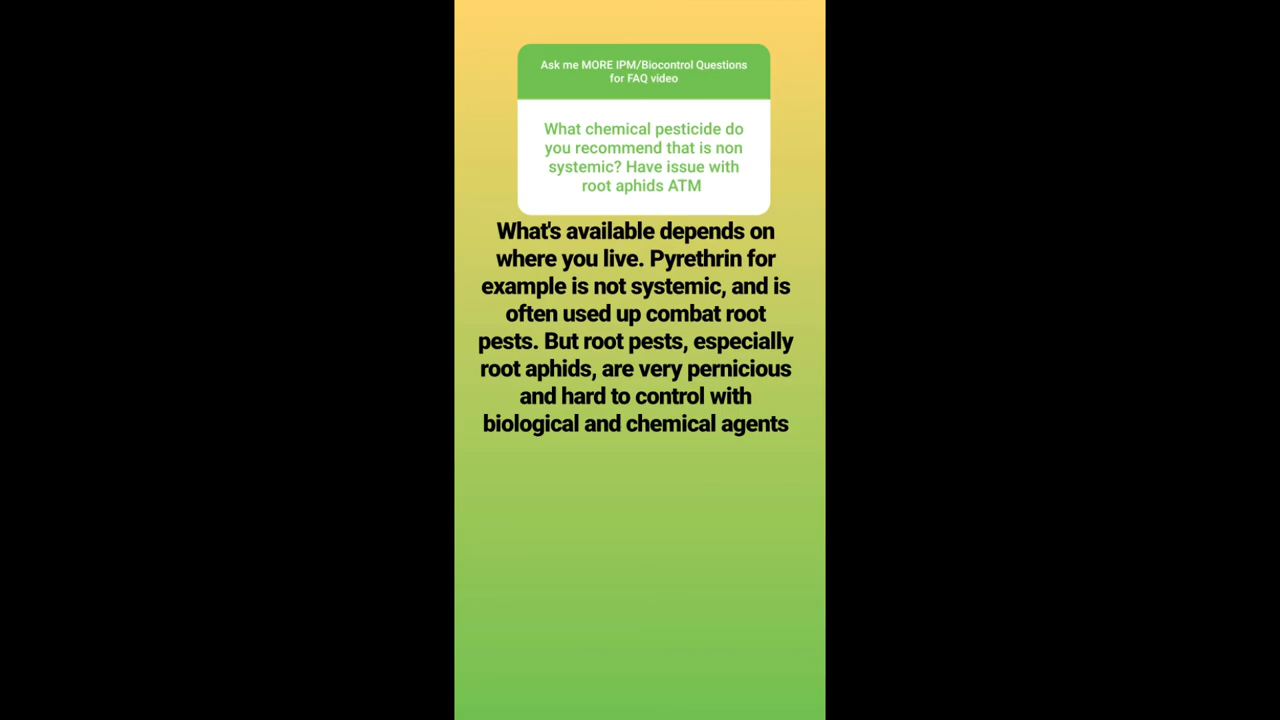 Ask me MORE IPM/Biocontrol Questions
for FAQ video
What chemical pesticide do
you recommend that is non
systemic? Have issue with
root aphids ATM
What's available depends on
where you live. Pyrethrin for
example is not systemic, and is
often used up combat root
pests. But root pests, especially
root aphids, are very pernicious
and hard to control with
biological and chemical agents